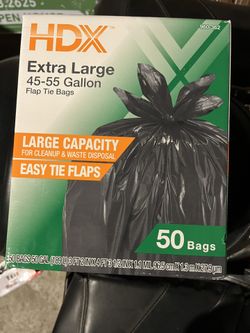 HDX
Extra Large
45-55 Gallon
Flap Tie Bags
LARGE CAPACITY
FOR CLEANUP & WASTE DISPOSAL
EASY TIE FLAPS
50 Bags